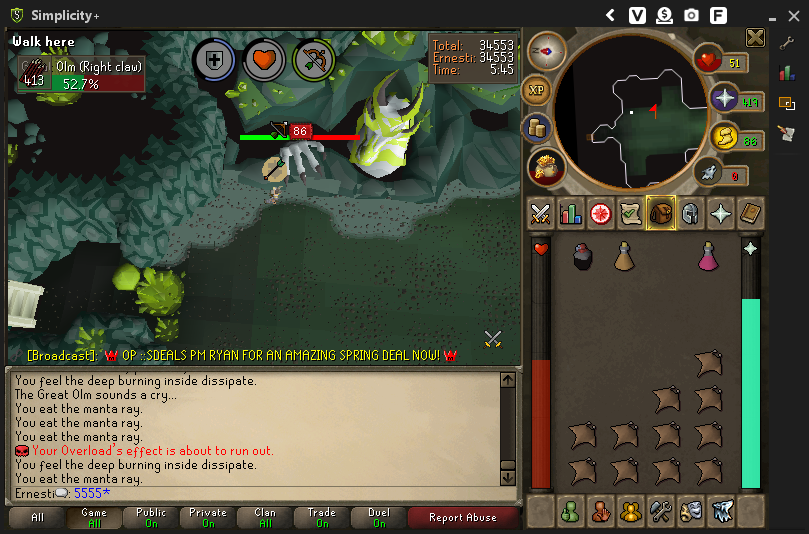 Simplicity+
Walk here
Olm (Right claw)
413
52.7%
86
Total: 34553
Ernesti: 34553
Time: 5:45
N
XP
51
419
86
0
[Broadcast]: OP ::SDEALS PM RYAN FOR AN AMAZING SPRING DEAL NOW!
You feel the deep burning inside dissipate.
The Great Olm sounds a cry...
You eat the manta ray.
You eat the manta ray.
You eat the manta ray.
Your Overload's effect is about to run out.
You feel the deep burning inside dissipate.
You eat the manta ray.
Ernesti: 5555*
All
Game
All
Public
On
Private
On
Clan
All
Trade
On
Duel
On
Report Abuse